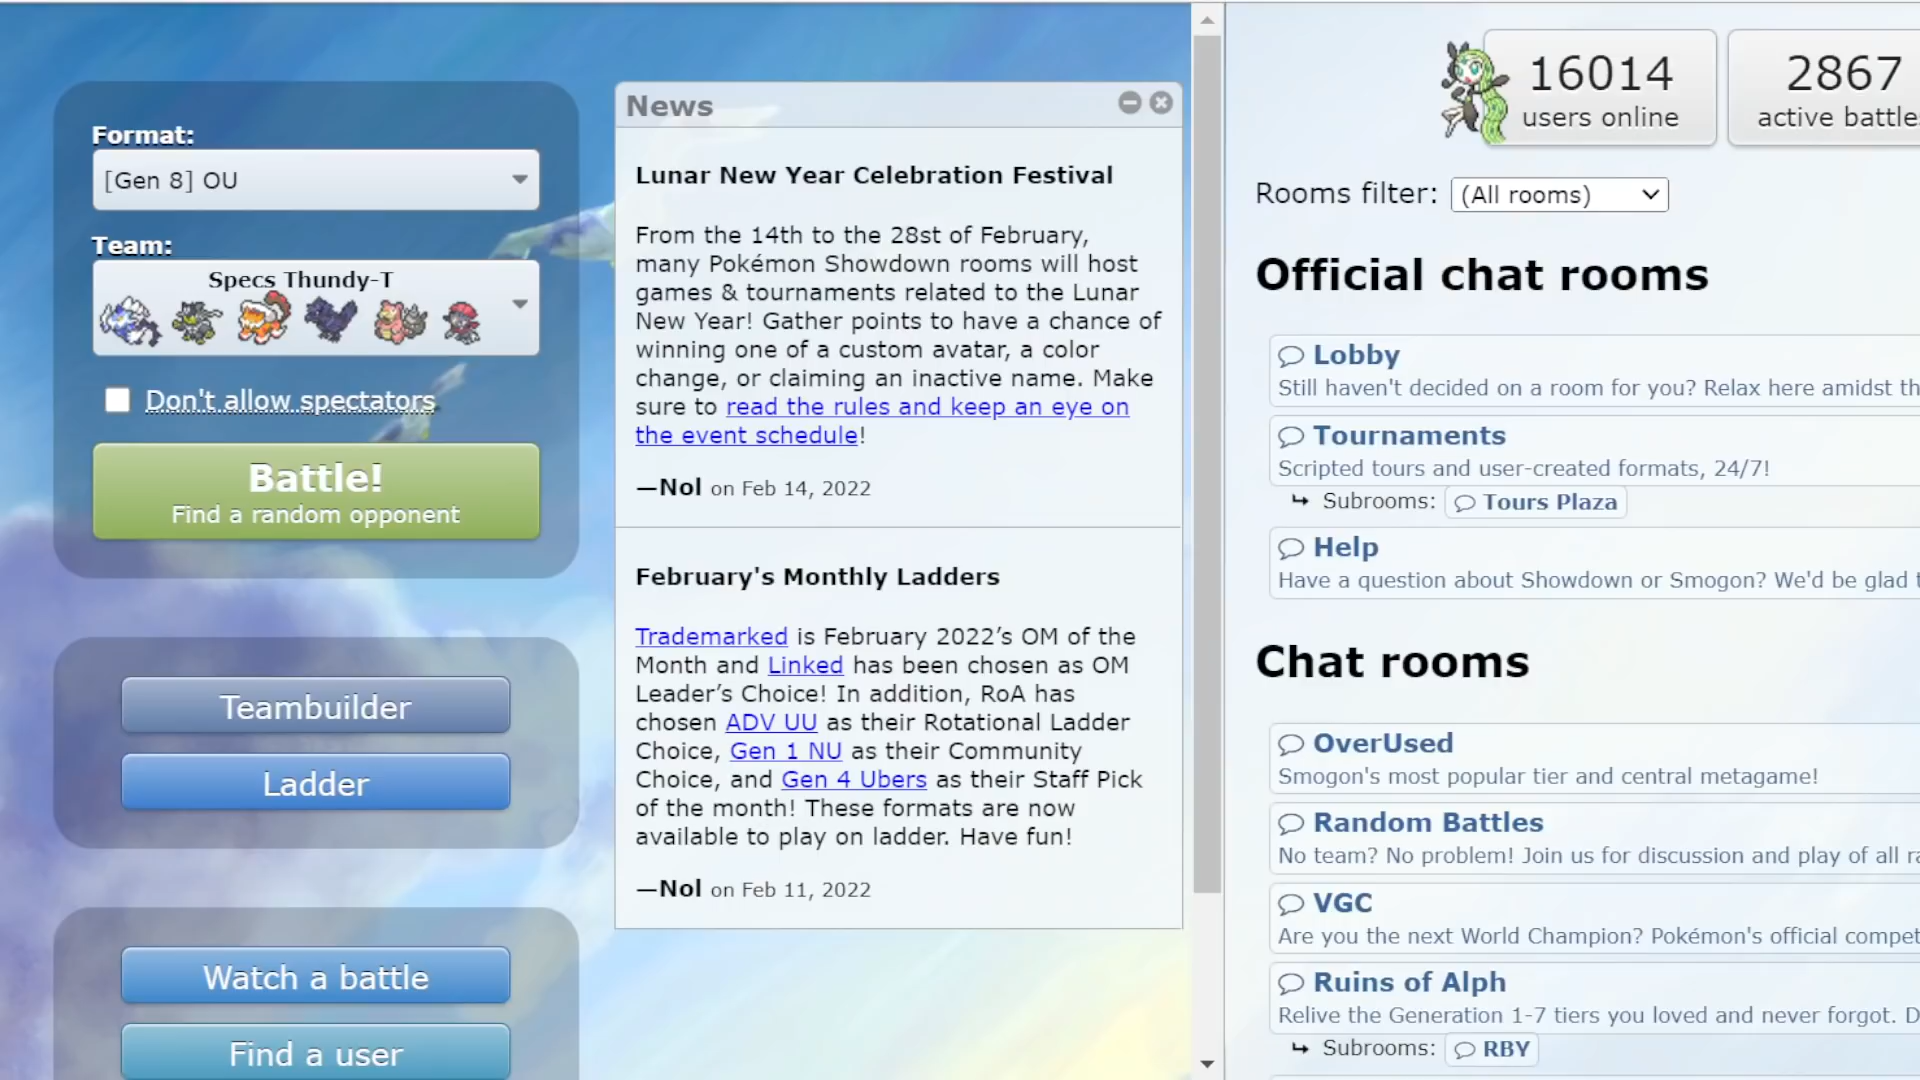 Format:
[Gen 8] OU
Team:
Specs Thundy-T
Don't allow spectators
Battle!
Find a random opponent
Teambuilder
Ladder
Watch a battle
Find a user
News
Lunar New Year Celebration Festival
From the 14th to the 28st of February,
many Pokémon Showdown rooms will host
games & tournaments related to the Lunar
New Year! Gather points to have a chance of
winning one of a custom avatar, a color
change, or claiming an inactive name. Make
sure to read the rules and keep an eye on
the event schedule!
—Nol on Feb 14, 2022
February's Monthly Ladders
Trademarked is February 2022’s OM of the
Month and Linked has been chosen as OM
Leader’s Choice! In addition, RoA has
chosen ADV UU as their Rotational Ladder
Choice, Gen 1 NU as their Community
Choice, and Gen 4 Ubers as their Staff Pick
of the month! These formats are now
available to play on ladder. Have fun!
—Nol on Feb 11, 2022
16014
users online
2867
active battle
Rooms filter: (All rooms)
Official chat rooms
Lobby
Still haven't decided on a room for you? Relax here amidst th
Tournaments
Scripted tours and user-created formats, 24/7!
Subrooms: Tours Plaza
Help
Have a question about Showdown or Smogon? We'd be glad t
Chat rooms
OverUsed
Smogon's most popular tier and central metagame!
Random Battles
No team? No problem! Join us for discussion and play of all ra
VGC
Are you the next World Champion? Pokémon's official compet
Ruins of Alph
Relive the Generation 1-7 tiers you loved and never forgot. D
Subrooms: RBY